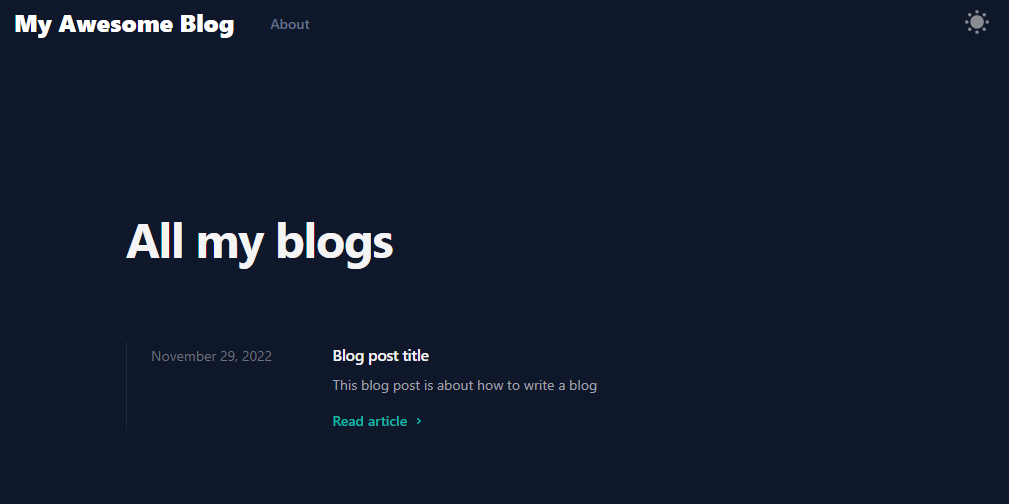 My Awesome Blog About
All my blogs
November 29, 2022 Blog post title
This blog post is about how to write a blog
Read article >